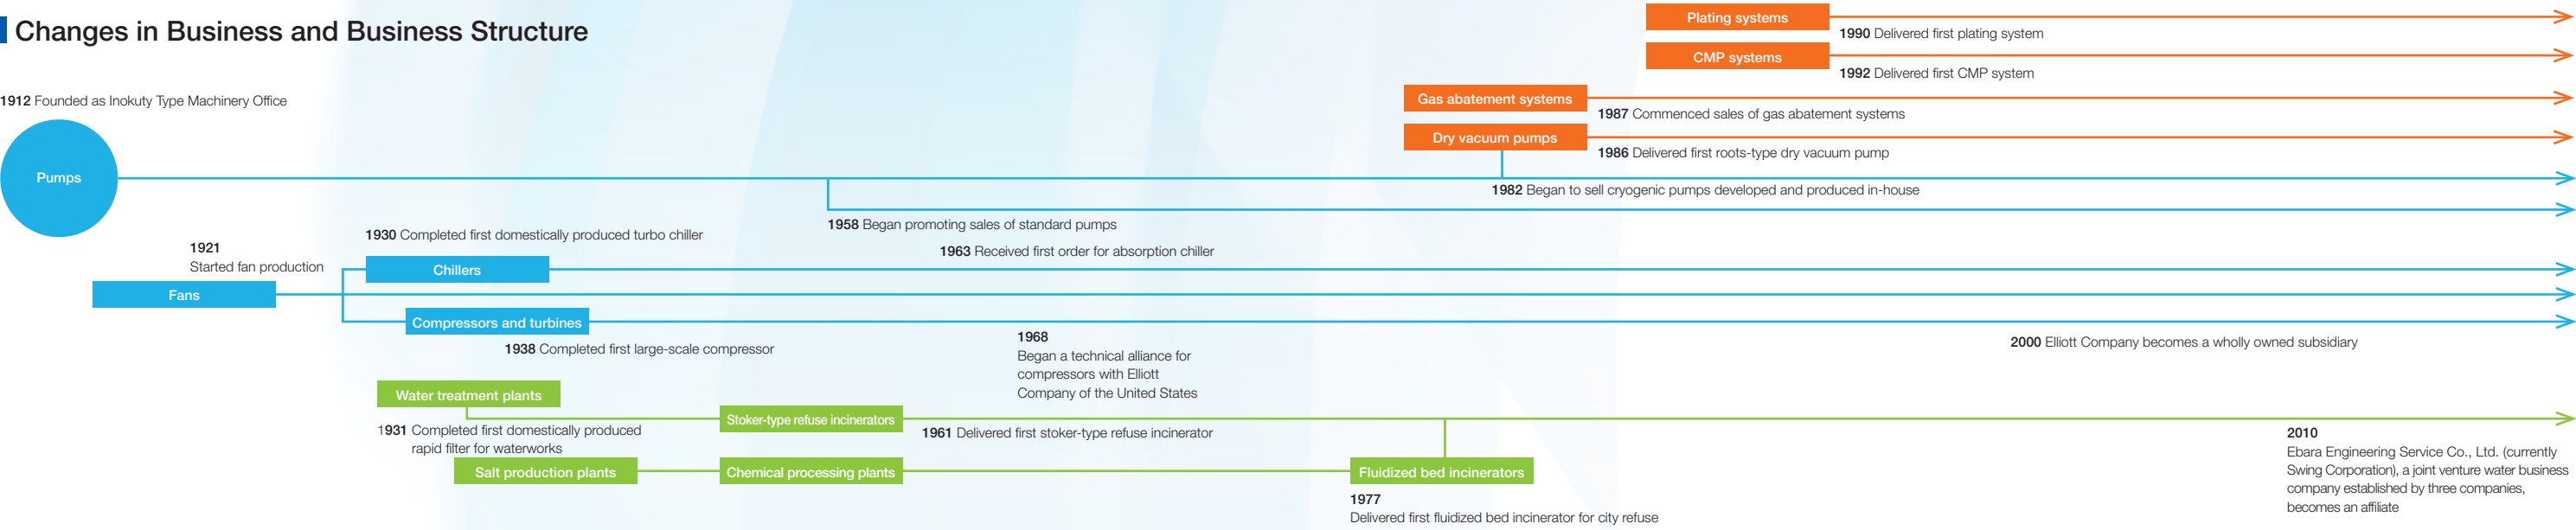 Changes in Business and Business Structure
Plating systems
1990 Delivered first plating system
CMP systems
1992 Delivered first CMP system
1912 Founded as Inokuty Type Machinery Office
Gas abatement systems
1987 Commenced sales of gas abatement systems
Dry vacuum pumps
1986 Delivered first roots-type dry vacuum pump
Pumps
1982 Began to sell cryogenic pumps developed and produced in-house
1958 Began promoting sales of standard pumps
1930 Completed first domestically produced turbo chiller
1921
Started fan production
1963 Received first order for absorption chiller
Chillers
Fans
Compressors and turbines
1938 Completed first large-scale compressor
1968
Began a technical alliance for
compressors with Elliott
Company of the United States
2000 Elliott Company becomes a wholly owned subsidiary
Water treatment plants
1931 Completed first domestically produced
rapid filter for waterworks
Stoker-type refuse incinerators
1961 Delivered first stoker-type refuse incinerator
Salt production plants
Chemical processing plants
Fluidized bed incinerators
1977
Delivered first fluidized bed incinerator for city refuse
2010
Ebara Engineering Service Co., Ltd. (currently
Swing Corporation), a joint venture water business
company established by three companies,
becomes an affiliate